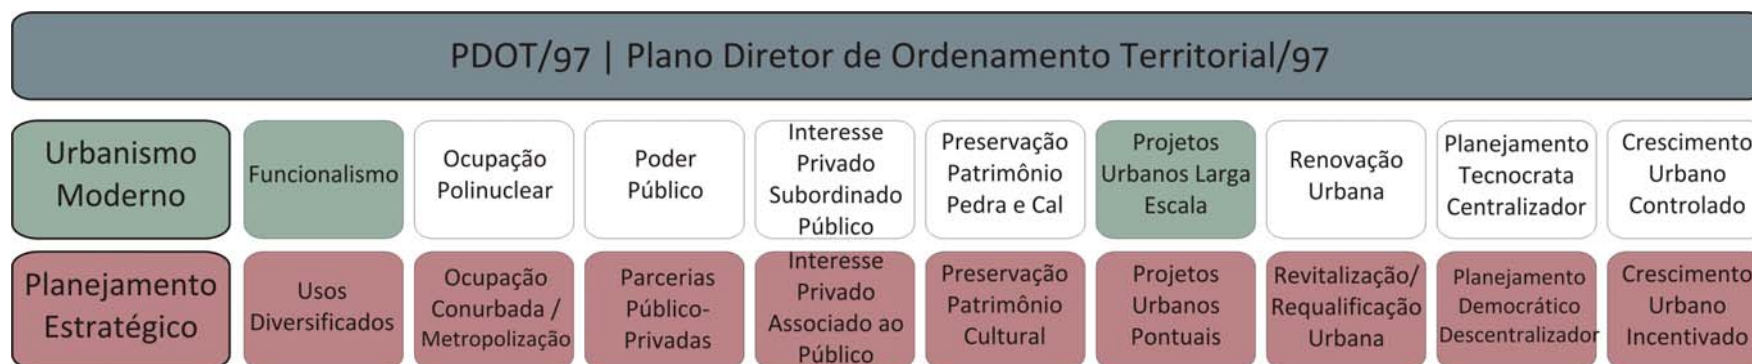 PDOT/97 | Plano Diretor de Ordenamento Territorial/97
Urbanismo
Moderno
Funcionalismo
Ocupação
Polinuclear
Poder
Público
Interesse
Privado
Subordinado
Público
Preservação
Patrimônio
Pedra e Cal
Projetos
Urbanos Larga
Escala
Renovação
Urbana
Planejamento
Tecnocrata
Centralizador
Crescimento
Urbano
Controlado
Planejamento
Estratégico
Usos
Diversificados
Ocupação
Conurbada /
Metropolização
Parcerias
Público-
Privadas
Interesse
Privado
Associado ao
Público
Preservação
Patrimônio
Cultural
Projetos
Urbanos
Pontuais
Revitalização/
Requalificação
Urbana
Planejamento
Democrático
Descentralizador
Crescimento
Urbano
Incentivado